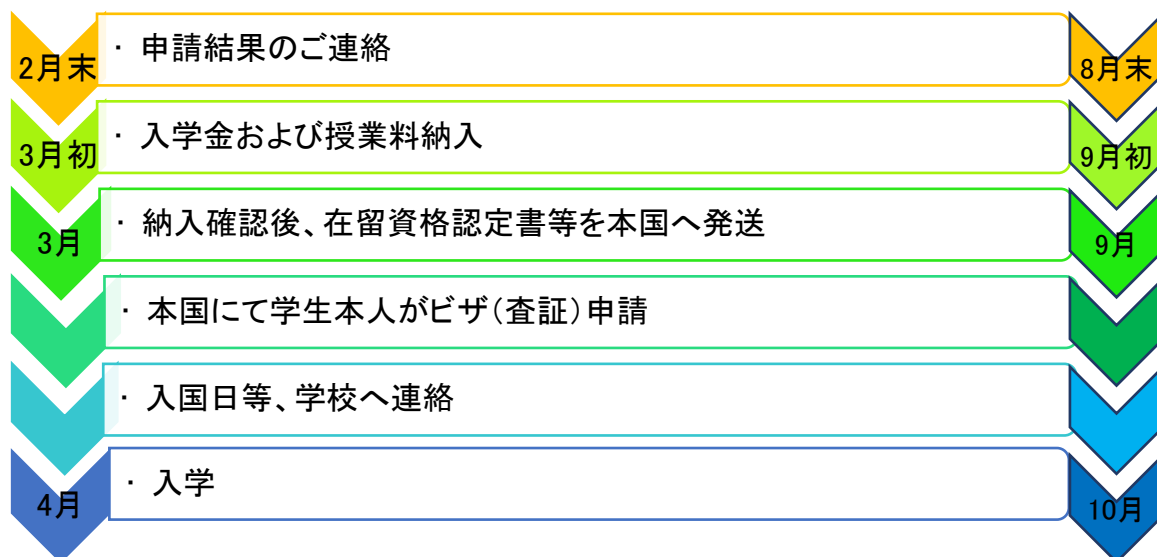 2月末 ・ 申請結果のご連絡 8月末
3月初 ・ 入学金および授業料納入 9月初
3月 ・ 納入確認後、在留資格認定書等を本国へ発送 9月
・ 本国にて学生本人がビザ(査証)申請
・ 入国日等、学校へ連絡
4月 ・ 入学 10月